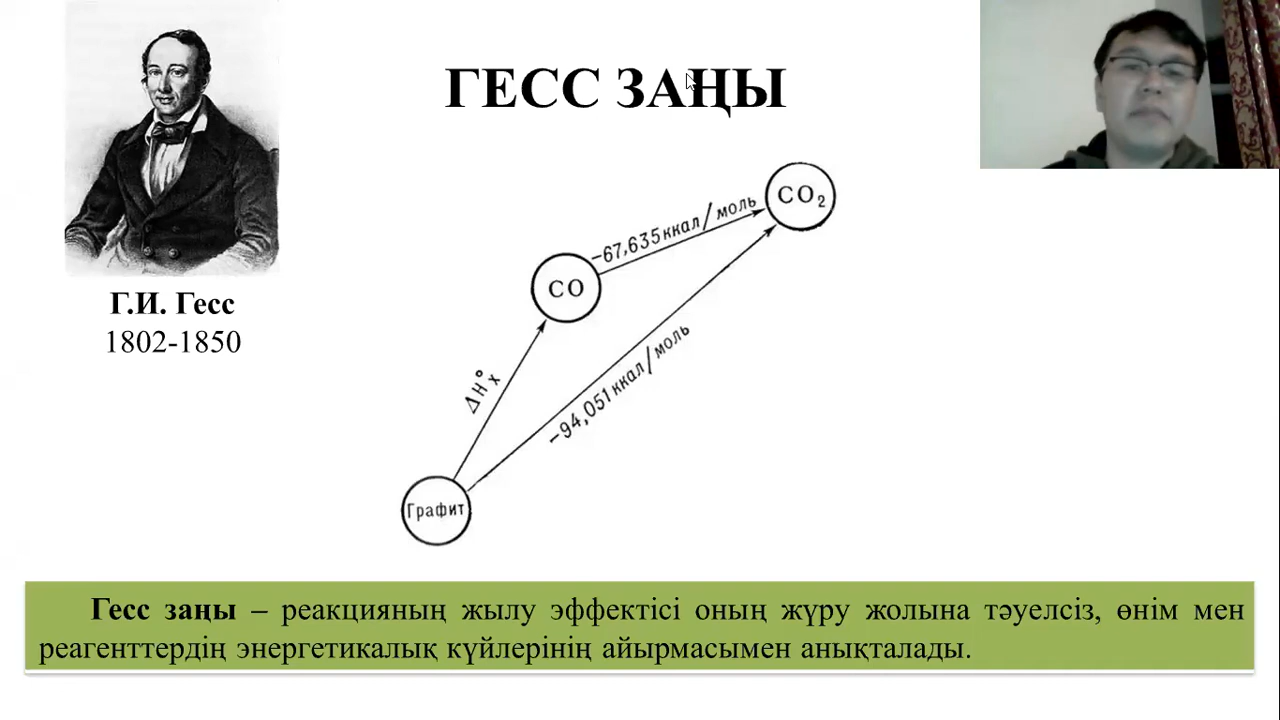 ГЕСС ЗАҢЫ
Г.И. Гесс
1802-1850
CO₂
−67,635 ккал/моль
CO
ΔH°ₓ
−94,051 ккал/моль
Графит
Гесс заңы – реакцияның жылу эффектісі оның жүру жолына тәуелсіз, өнім мен
реагенттердің энергетикалық күйлерінің айырмасымен анықталады.